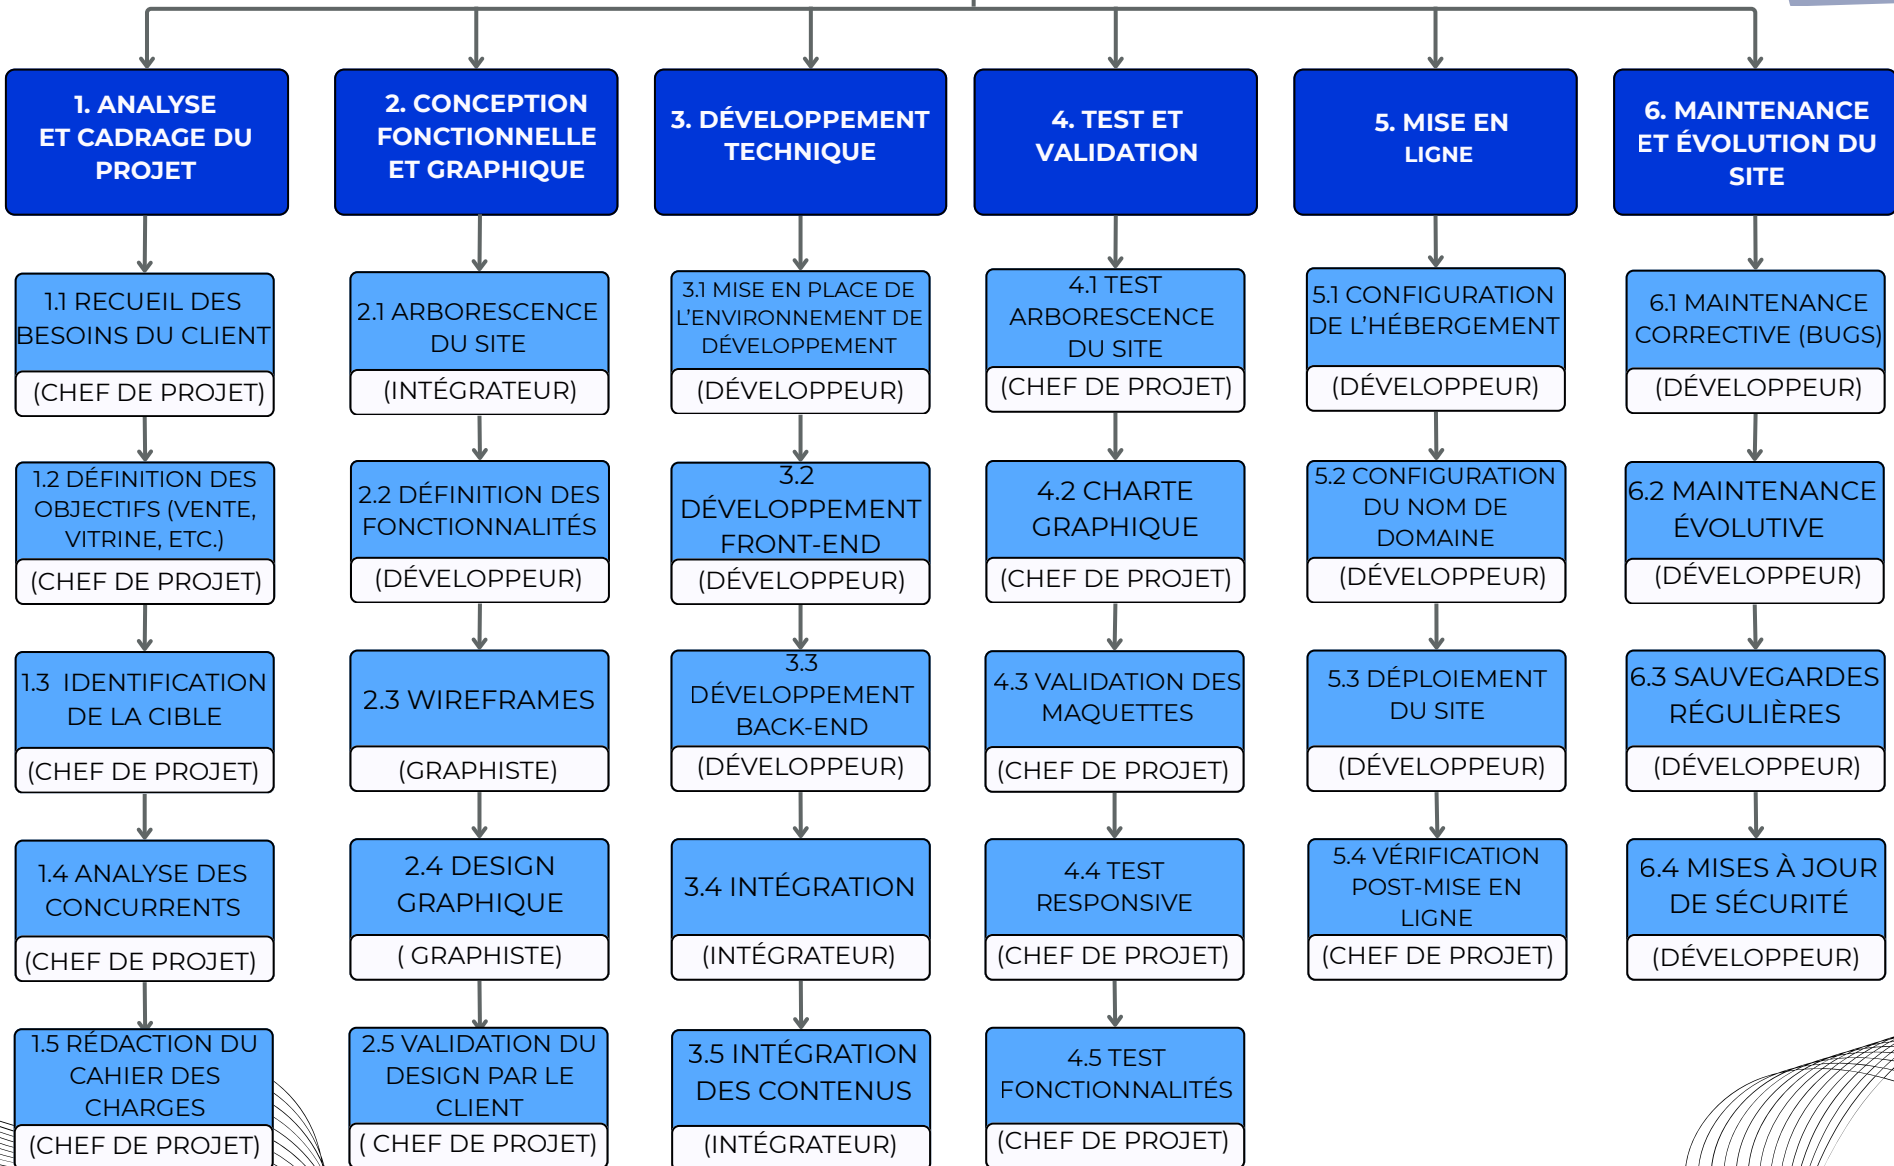 1. ANALYSE
ET CADRAGE DU
PROJET
1.1 RECUEIL DES
BESOINS DU CLIENT
(CHEF DE PROJET)
1.2 DÉFINITION DES
OBJECTIFS (VENTE,
VITRINE, ETC.)
(CHEF DE PROJET)
1.3 IDENTIFICATION
DE LA CIBLE
(CHEF DE PROJET)
1.4 ANALYSE DES
CONCURRENTS
(CHEF DE PROJET)
1.5 RÉDACTION DU
CAHIER DES
CHARGES
(CHEF DE PROJET)
2. CONCEPTION
FONCTIONNELLE
ET GRAPHIQUE
2.1 ARBORESCENCE
DU SITE
(INTÉGRATEUR)
2.2 DÉFINITION DES
FONCTIONNALITÉS
(DÉVELOPPEUR)
2.3 WIREFRAMES
(GRAPHISTE)
2.4 DESIGN
GRAPHIQUE
( GRAPHISTE)
2.5 VALIDATION DU
DESIGN PAR LE
CLIENT
( CHEF DE PROJET)
3. DÉVELOPPEMENT
TECHNIQUE
3.1 MISE EN PLACE DE
L'ENVIRONNEMENT DE
DÉVELOPPEMENT
(DÉVELOPPEUR)
3.2
DÉVELOPPEMENT
FRONT-END
(DÉVELOPPEUR)
3.3
DÉVELOPPEMENT
BACK-END
(DÉVELOPPEUR)
3.4 INTÉGRATION
(INTÉGRATEUR)
3.5 INTÉGRATION
DES CONTENUS
(INTÉGRATEUR)
4. TEST ET
VALIDATION
4.1 TEST
ARBORESCENCE
DU SITE
(CHEF DE PROJET)
4.2 CHARTE
GRAPHIQUE
(CHEF DE PROJET)
4.3 VALIDATION DES
MAQUETTES
(CHEF DE PROJET)
4.4 TEST
RESPONSIVE
(CHEF DE PROJET)
4.5 TEST
FONCTIONNALITÉS
(CHEF DE PROJET)
5. MISE EN
LIGNE
5.1 CONFIGURATION
DE L'HÉBERGEMENT
(DÉVELOPPEUR)
5.2 CONFIGURATION
DU NOM DE
DOMAINE
(DÉVELOPPEUR)
5.3 DÉPLOIEMENT
DU SITE
(DÉVELOPPEUR)
5.4 VÉRIFICATION
POST-MISE EN
LIGNE
(CHEF DE PROJET)
6. MAINTENANCE
ET ÉVOLUTION DU
SITE
6.1 MAINTENANCE
CORRECTIVE (BUGS)
(DÉVELOPPEUR)
6.2 MAINTENANCE
ÉVOLUTIVE
(DÉVELOPPEUR)
6.3 SAUVEGARDES
RÉGULIÈRES
(DÉVELOPPEUR)
6.4 MISES À JOUR
DE SÉCURITÉ
(DÉVELOPPEUR)